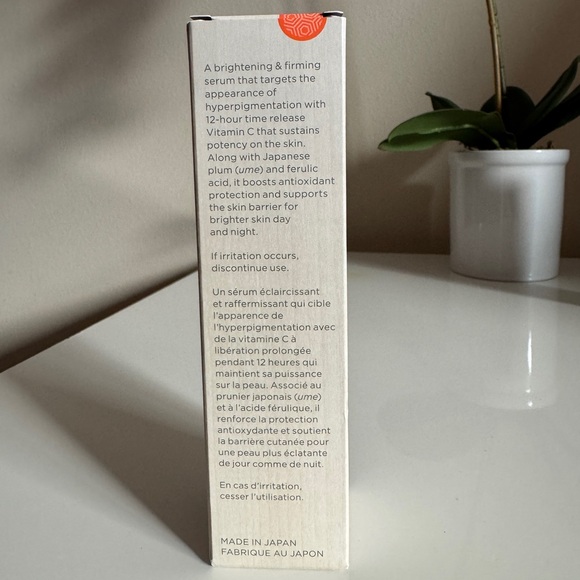 A brightening & firming
serum that targets the
appearance of
hyperpigmentation with
12-hour time release
Vitamin C that sustains
potency on the skin.
Along with Japanese
plum (ume) and ferulic
acid, it boosts antioxidant
protection and supports
the skin barrier for
brighter skin day
and night.
If irritation occurs,
discontinue use.
Un sérum éclaircissant
et raffermissant qui cible
l'apparence de
l'hyperpigmentation avec
de la vitamine C à
libération prolongée
pendant 12 heures qui
maintient sa puissance
sur la peau. Associé au
prunier japonais (ume)
et à l'acide férulique, il
renforce la protection
antioxydante et soutient
la barrière cutanée pour
une peau plus éclatante
de jour comme de nuit.
En cas d'irritation,
cesser l'utilisation.
MADE IN JAPAN
FABRIQUE AU JAPON